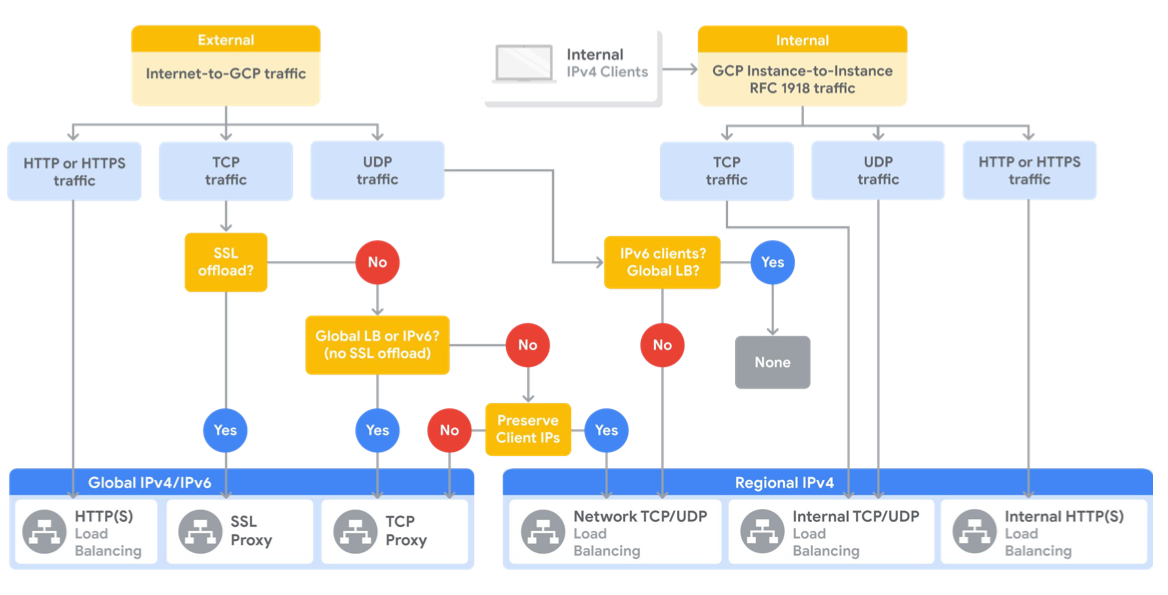 External
Internet-to-GCP traffic
Internal
IPv4 Clients
Internal
GCP Instance-to-Instance
RFC 1918 traffic
HTTP or HTTPS
traffic
TCP
traffic
UDP
traffic
TCP
traffic
UDP
traffic
HTTP or HTTPS
traffic
SSL
offload?
No
IPv6 clients?
Global LB?
Yes
Global LB or IPv6?
(no SSL offload)
No
No
None
Yes
Yes
No
Preserve
Client IPs
Yes
Global IPv4/IPv6
HTTP(S)
Load
Balancing
SSL
Proxy
TCP
Proxy
Regional IPv4
Network TCP/UDP
Load
Balancing
Internal TCP/UDP
Load
Balancing
Internal HTTP(S)
Load
Balancing